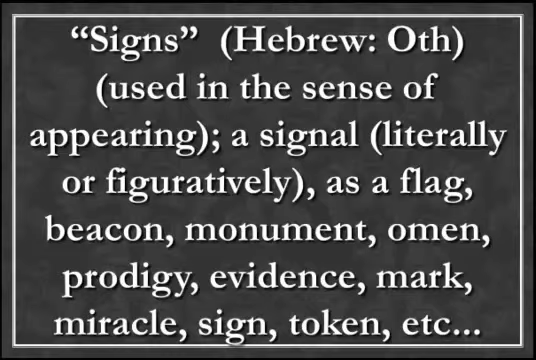 “Signs” (Hebrew: Oth)
(used in the sense of
appearing); a signal (literally
or figuratively), as a flag,
beacon, monument, omen,
prodigy, evidence, mark,
miracle, sign, token, etc...